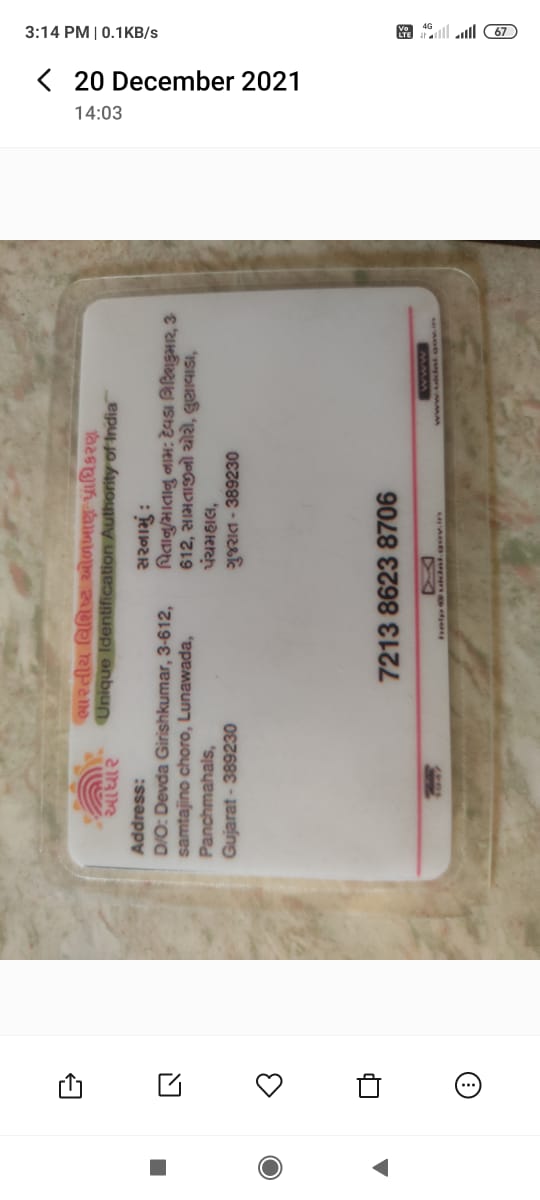 3:14 PM | 0.1KB/s
Vo LTE 4G 67
20 December 2021
14:03
ભારતીય વિશિષ્ટ ઓળખાણ પ્રાધિકરણ
Unique Identification Authority of India
આધાર
Address:
D/O: Devda Girishkumar, 3-612,
samtajino choro, Lunawada,
Panchmahals,
Gujarat - 389230
સરનામું :
પિતાનું/માતાનું નામ: દેવડા ગિરિશકુમાર, 3-
612, સામતાજીનો ચોરો, લુણાવાડા,
પંચમહાલ,
ગુજરાત - 389230
7213 8623 8706
1947
help@uidai.gov.in
www
www.uidai.gov.in